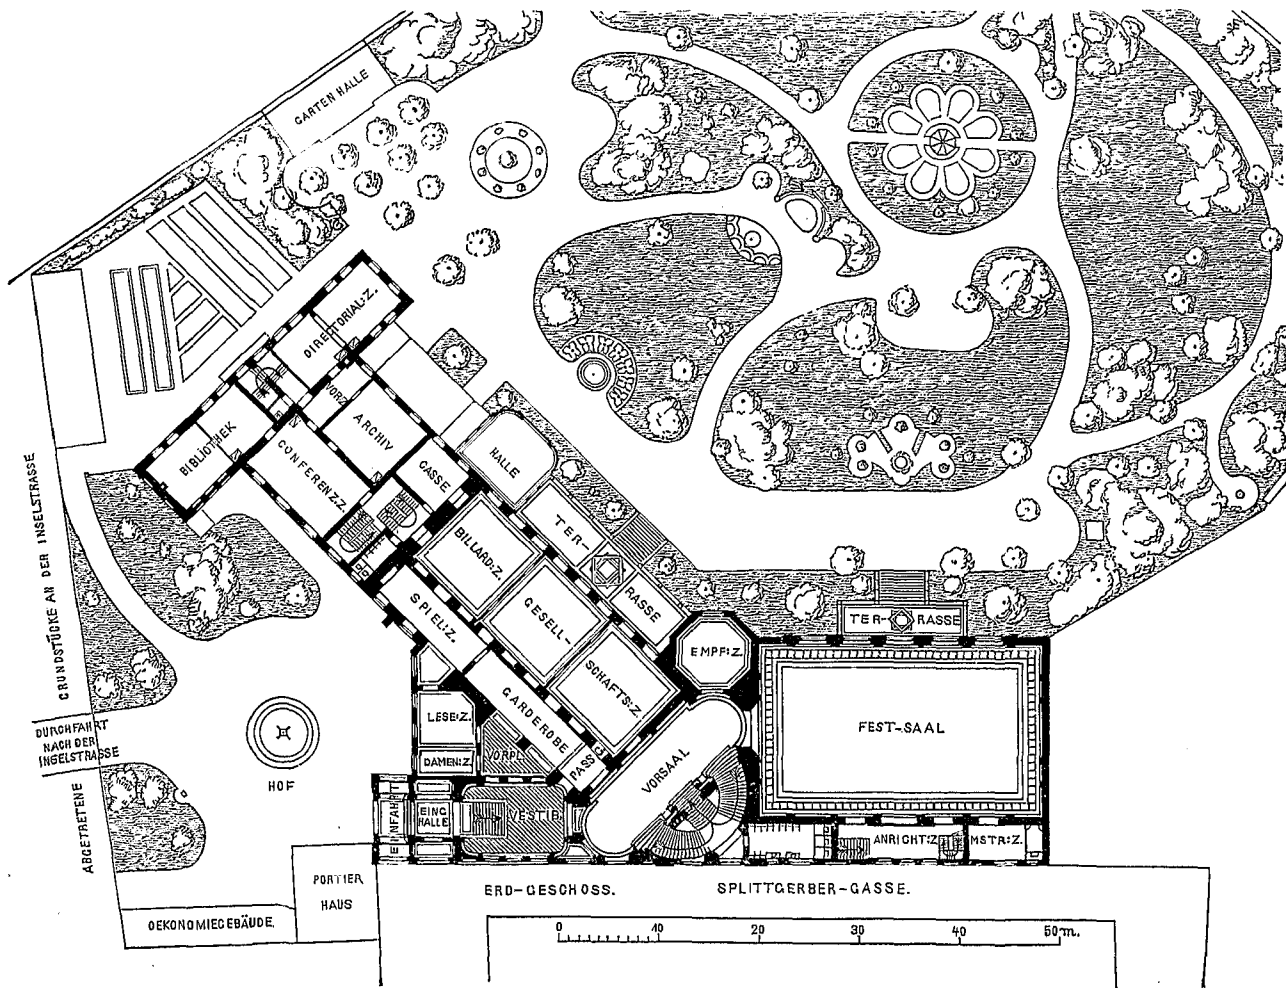 GARTEN HALLE
DIRECTORIAL:Z.
VORZ.
ARCHIV
BIBLIOTHEK
CONFERENZZ.
CASSE
HALLE
TER-
RASSE
BILLARD:Z.
GESELL-
SCHAFTS:Z.
SPIEL:Z.
GARDEROBE
PASS.
EMPF:Z.
TER-RASSE
FEST-SAAL
VORSAAL
LESE:Z.
DAMEN:Z.
VORPL.
VESTIB.
EING
HALLE
EINFAHRT
ANRICHT:Z
MSTR:Z.
HOF
GRUNDSTÜCKE AN DER INSELSTRASSE
DURCHFAHRT
NACH DER
INSELSTRASSE
ABGETRETENE
PORTIER
HAUS
OEKONOMIEGEBÄUDE.
ERD-GESCHOSS.
SPLITTGERBER-GASSE.
0 10 20 30 40 50 m.